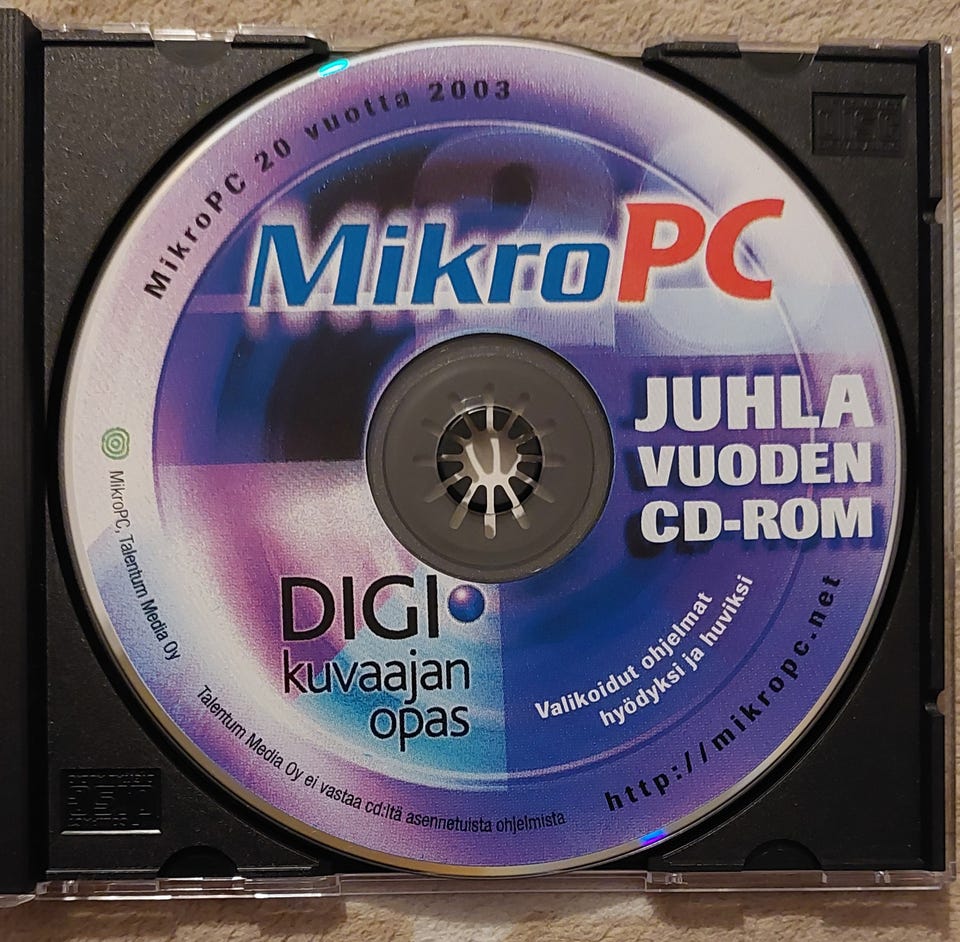 MikroPC 20 vuotta 2003
MikroPC
JUHLA
VUODEN
CD-ROM
DIGI
kuvaajan
opas
Valikoidut ohjelmat
hyödyksi ja huviksi
http://mikropc.net
MikroPC, Talentum Media Oy
Talentum Media Oy ei vastaa cd:ltä asennetuista ohjelmista